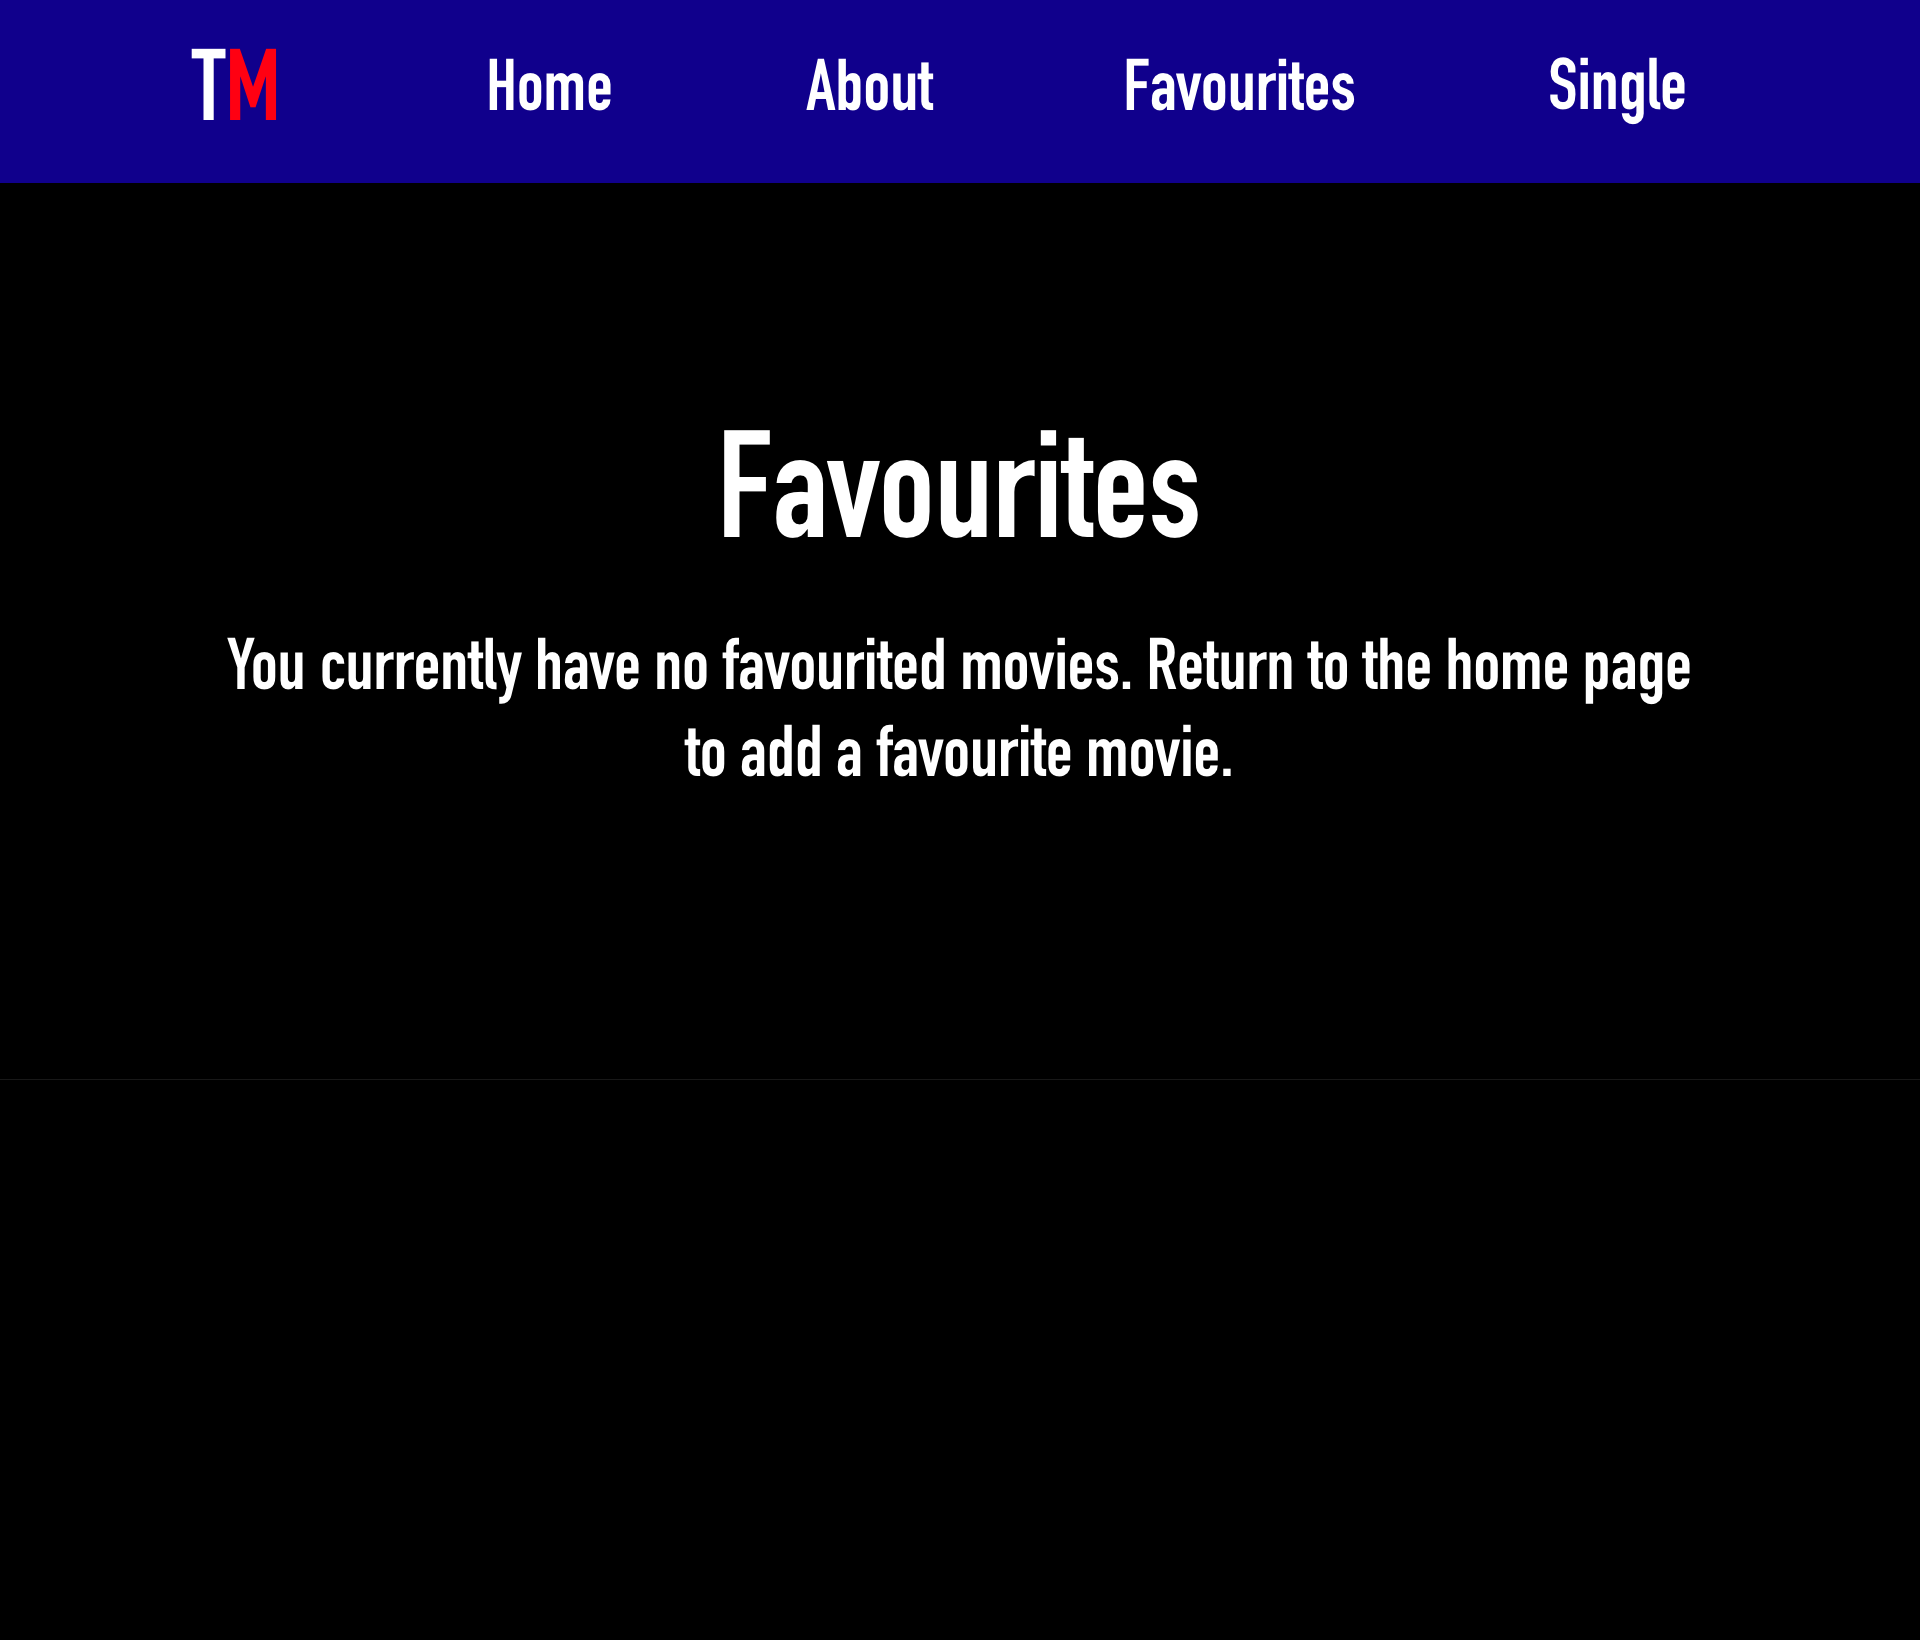 TM Home About Favourites Single
Favourites
You currently have no favourited movies. Return to the home page
to add a favourite movie.